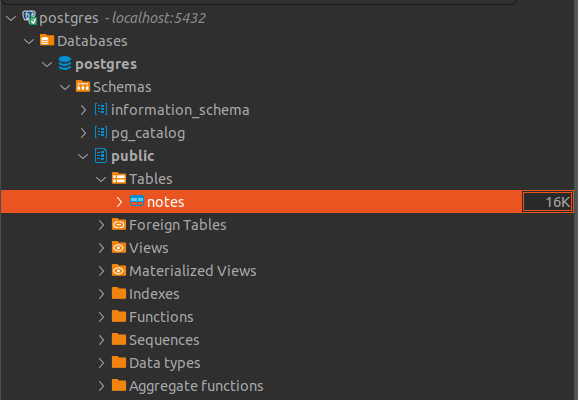 postgres - localhost:5432
Databases
postgres
Schemas
information_schema
pg_catalog
public
Tables
notes 16K
Foreign Tables
Views
Materialized Views
Indexes
Functions
Sequences
Data types
Aggregate functions